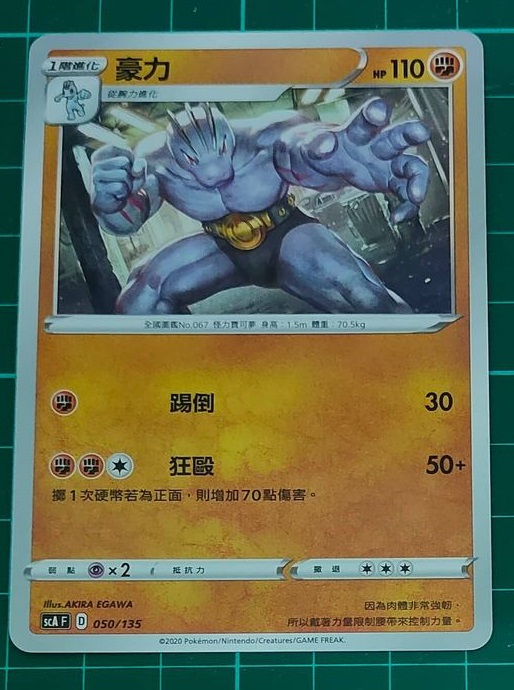 1階進化
豪力
HP 110
從腕力進化
全國圖鑑No.067 怪力寶可夢 身高：1.5m 體重：70.5kg
踢倒 30
狂毆 50+
擲1次硬幣若為正面，則增加70點傷害。
弱點 ×2 抵抗力 撤退
Illus.AKIRA EGAWA
因為肉體非常強韌，
所以戴著力量限制腰帶來控制力量。
scA F D 050/135
©2020 Pokémon/Nintendo/Creatures/GAME FREAK.